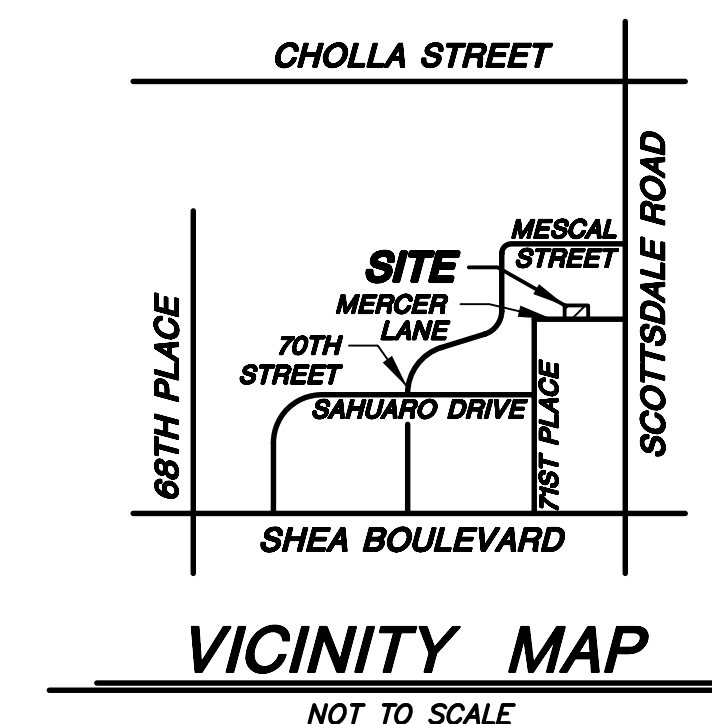 CHOLLA STREET
SCOTTSDALE ROAD
MESCAL
STREET
SITE
MERCER
LANE
70TH
STREET
68TH PLACE
SAHUARO DRIVE
71ST PLACE
SHEA BOULEVARD
VICINITY MAP
NOT TO SCALE